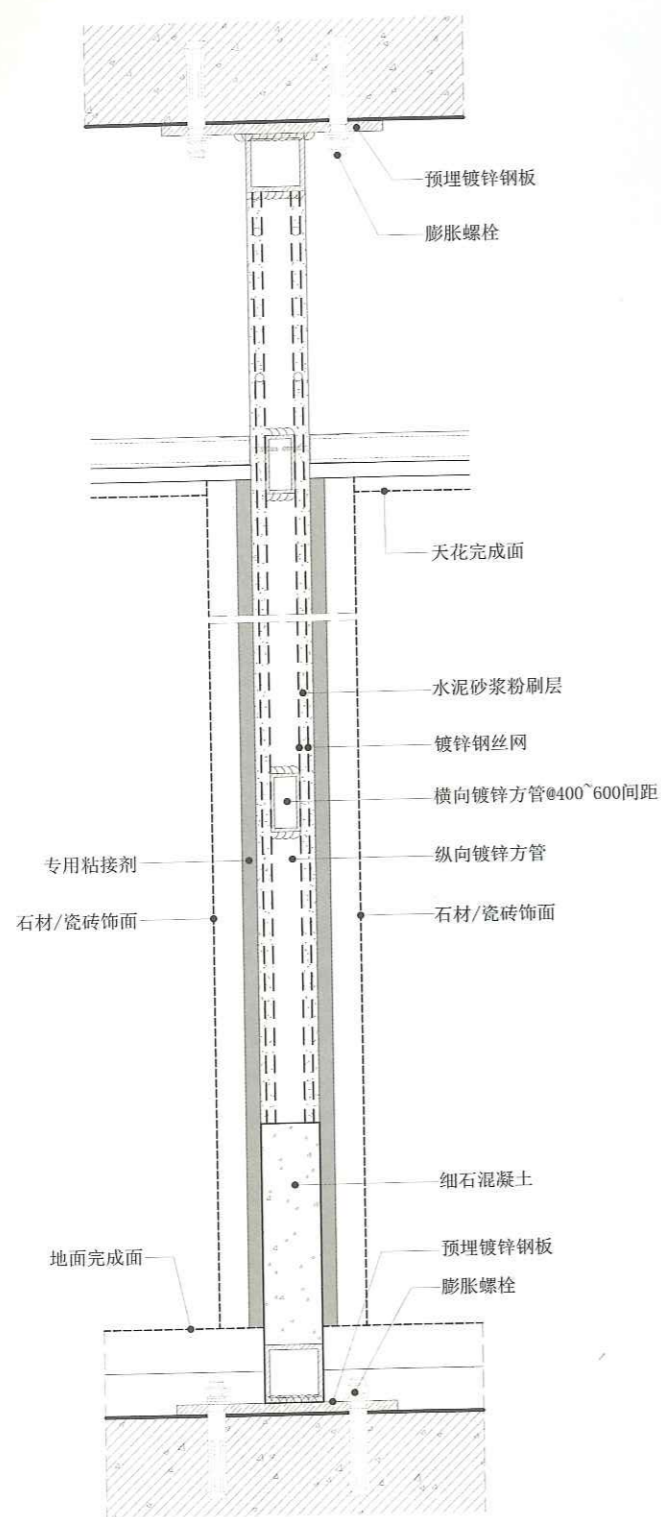 预埋镀锌钢板
膨胀螺栓
天花完成面
水泥砂浆粉刷层
镀锌钢丝网
横向镀锌方管@400~600间距
专用粘接剂
纵向镀锌方管
石材/瓷砖饰面
石材/瓷砖饰面
细石混凝土
预埋镀锌钢板
地面完成面
膨胀螺栓